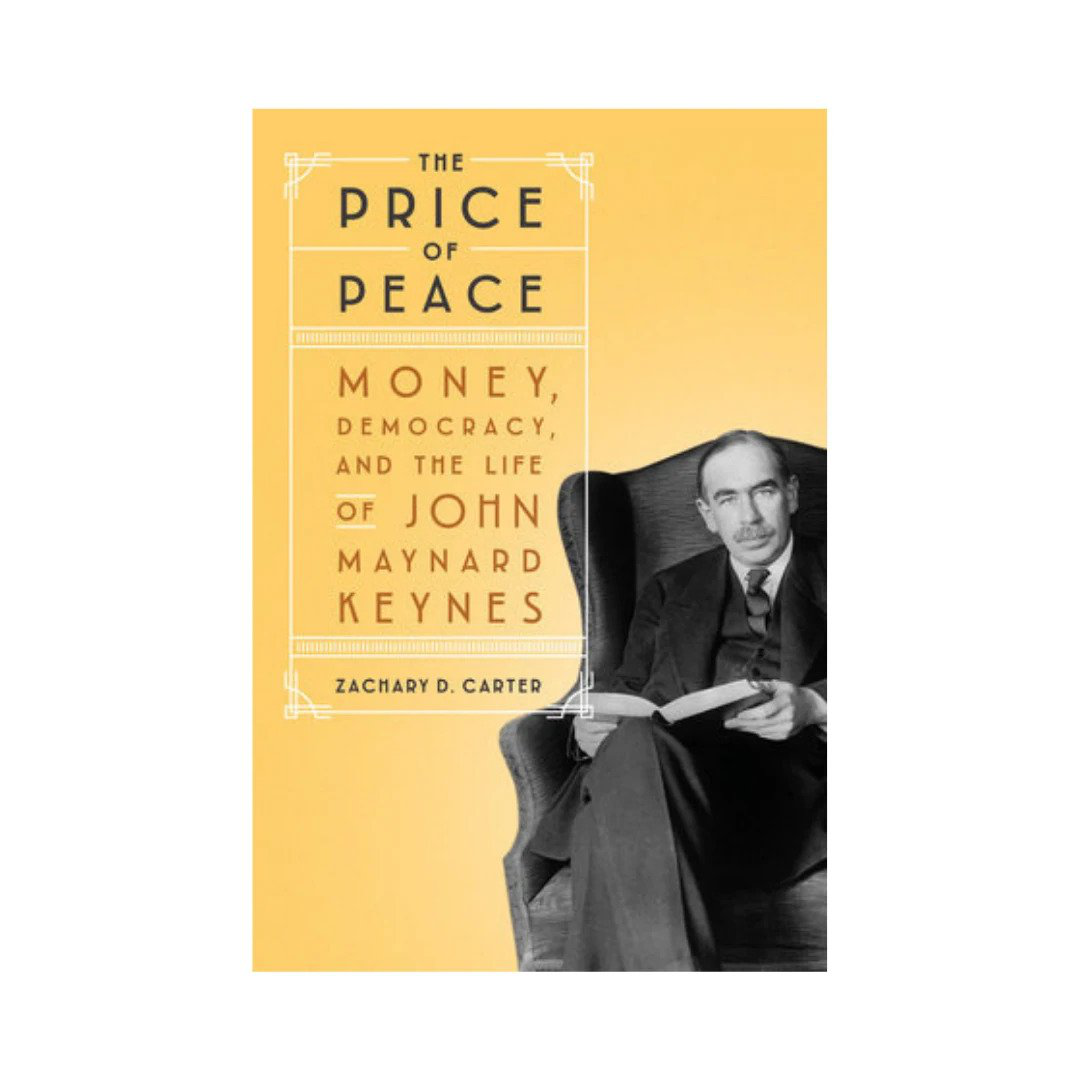 THE
PRICE
OF
PEACE
MONEY,
DEMOCRACY,
AND THE LIFE
OF JOHN
MAYNARD
KEYNES
ZACHARY D. CARTER